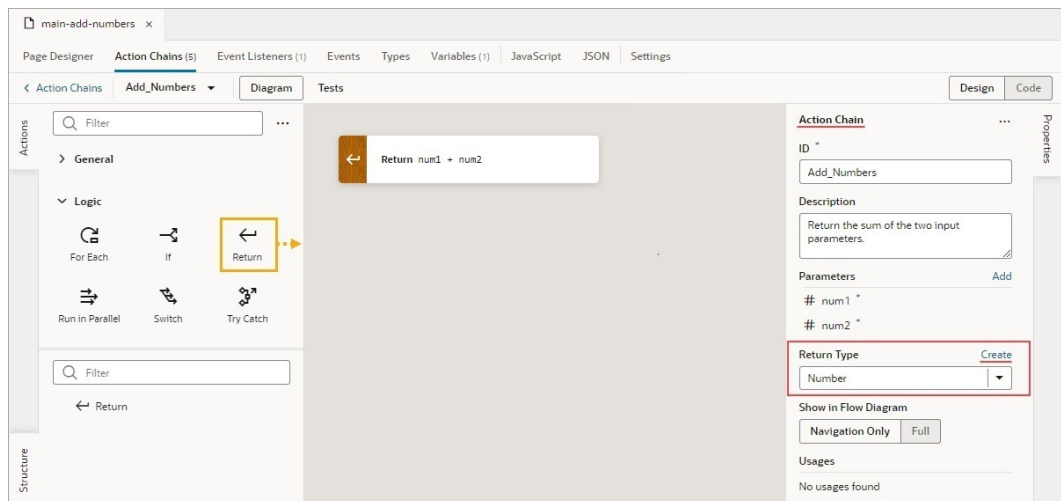 main-add-numbers ×
Page Designer Action Chains (5) Event Listeners (1) Events Types Variables (1) JavaScript JSON Settings
< Action Chains Add_Numbers Diagram Tests Design Code
Actions
Filter ...
> General
Logic
For Each If Return
Run in Parallel Switch Try Catch
Filter
Return
Structure
Return num1 + num2
Action Chain ...
ID *
Add_Numbers
Description
Return the sum of the two input
parameters.
Parameters Add
# num1 *
# num2 *
Return Type Create
Number
Show in Flow Diagram
Navigation Only Full
Usages
No usages found
Properties